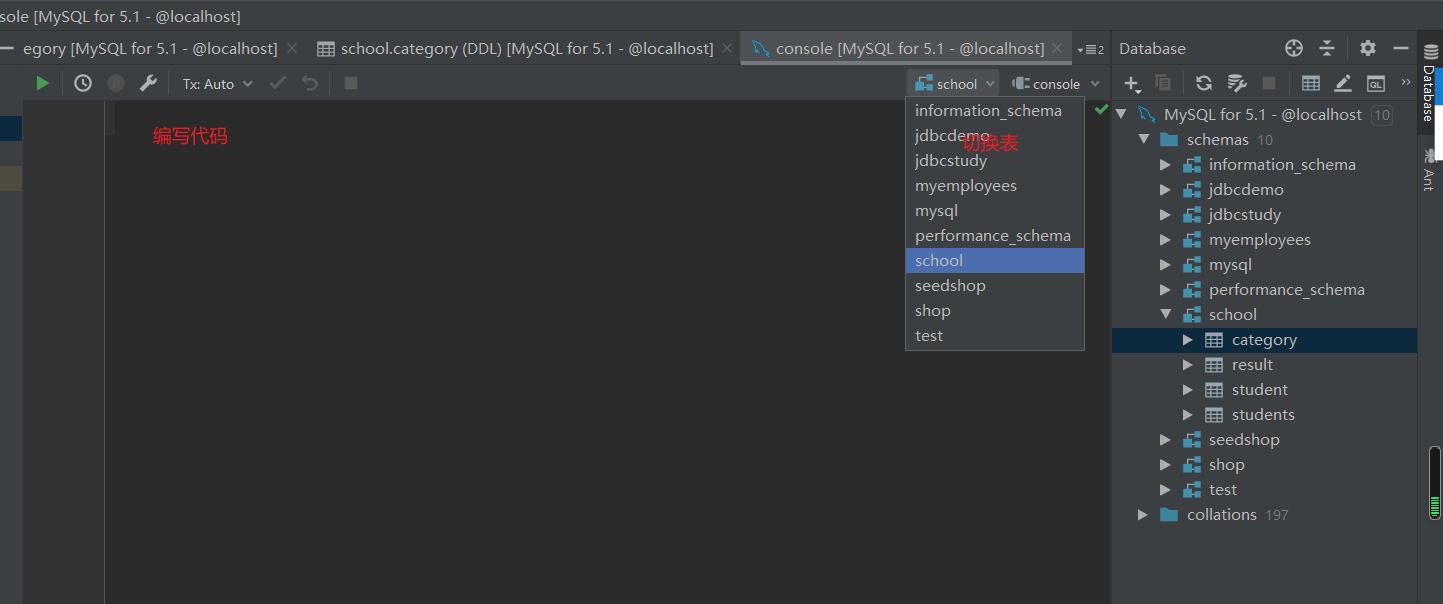 sole [MySQL for 5.1 - @localhost]
egory [MySQL for 5.1 - @localhost]
school.category (DDL) [MySQL for 5.1 - @localhost]
console [MySQL for 5.1 - @localhost]
2
Database
Tx: Auto
school
console
QL
编写代码
information_schema
jdbcdemo
切换表
jdbcstudy
myemployees
mysql
performance_schema
school
seedshop
shop
test
MySQL for 5.1 - @localhost 10
schemas 10
information_schema
jdbcdemo
jdbcstudy
myemployees
mysql
performance_schema
school
category
result
student
students
seedshop
shop
test
collations 197
Database
Ant